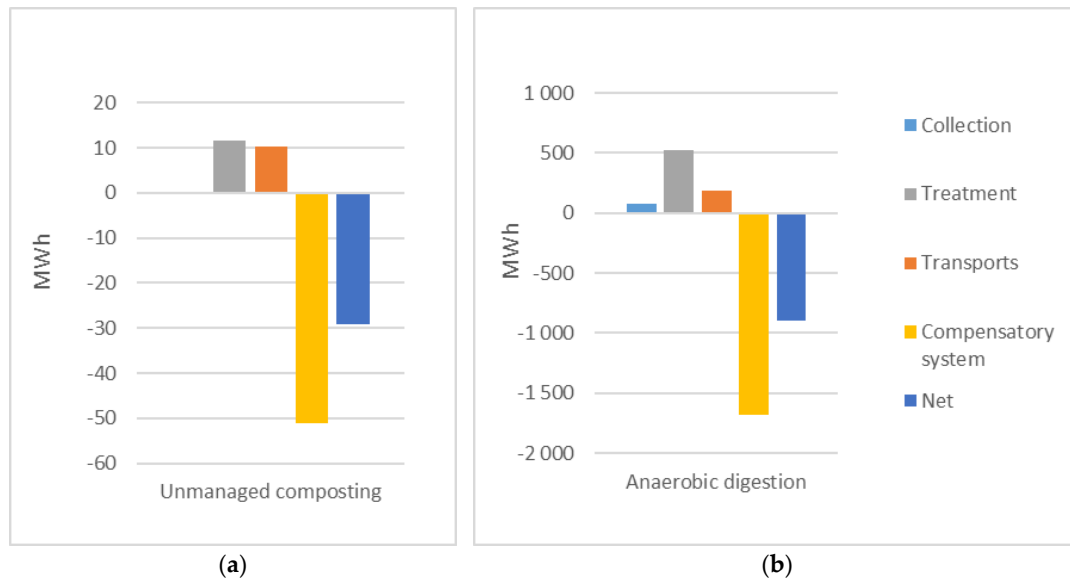 20
10
0
-10
-20
-30
-40
-50
-60
MWh
Unmanaged composting
(a)
1 000
500
0
-500
-1 000
-1 500
-2 000
MWh
Anaerobic digestion
Collection
Treatment
Transports
Compensatory
system
Net
(b)